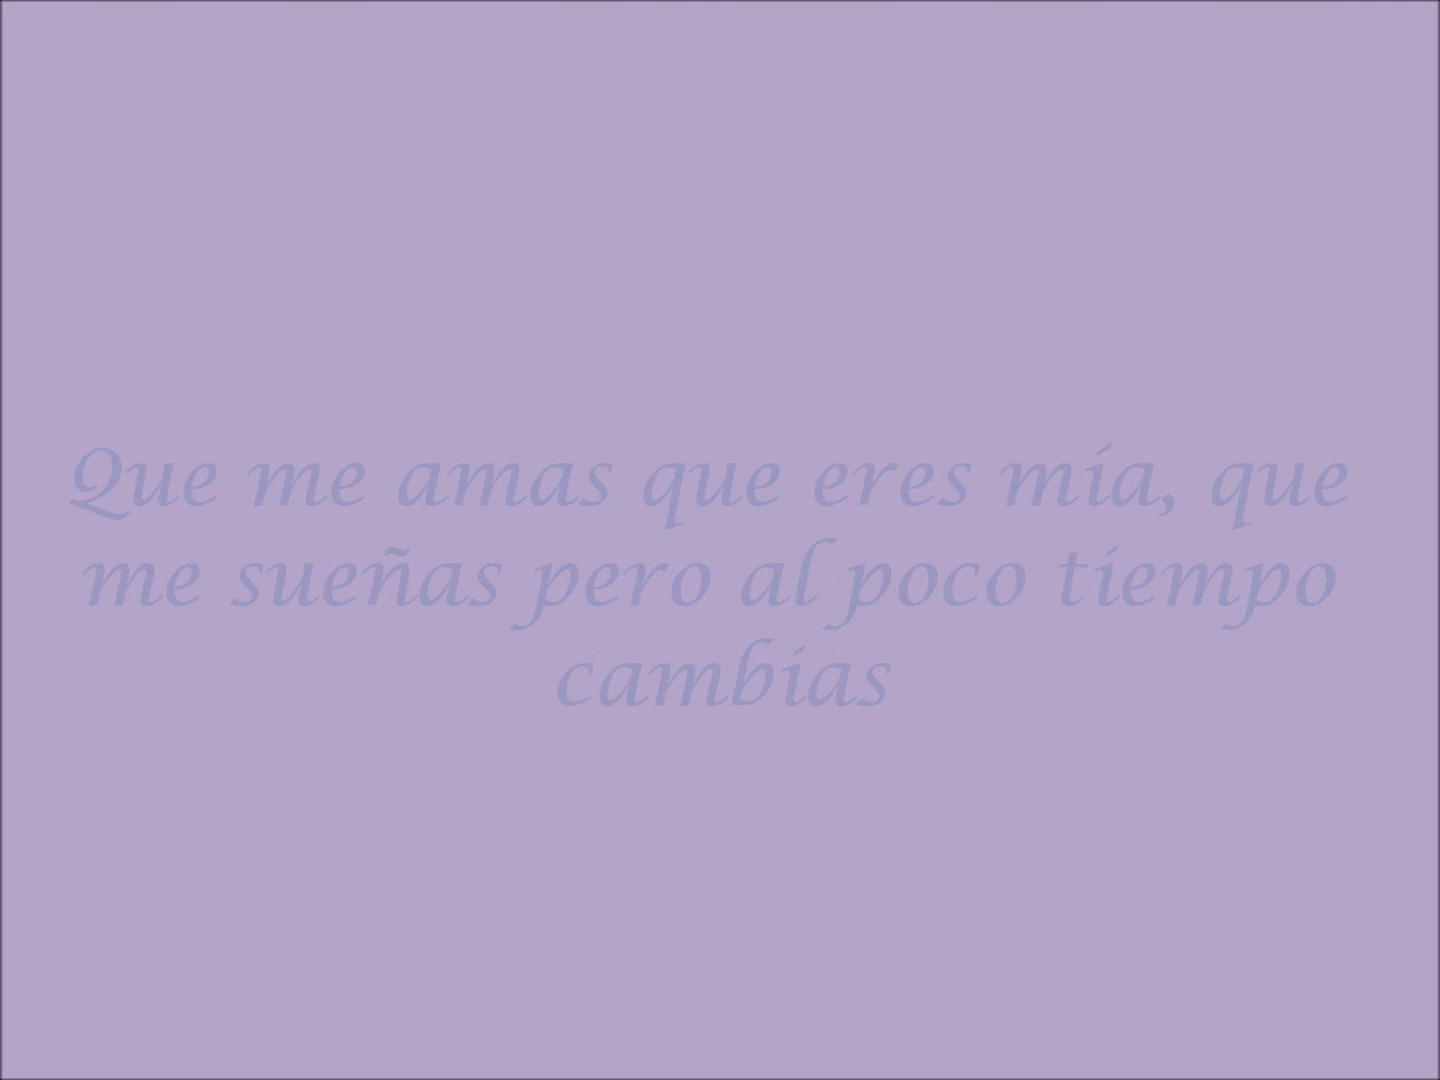 Que me amas que eres mía, que
me sueñas pero al poco tiempo
cambias